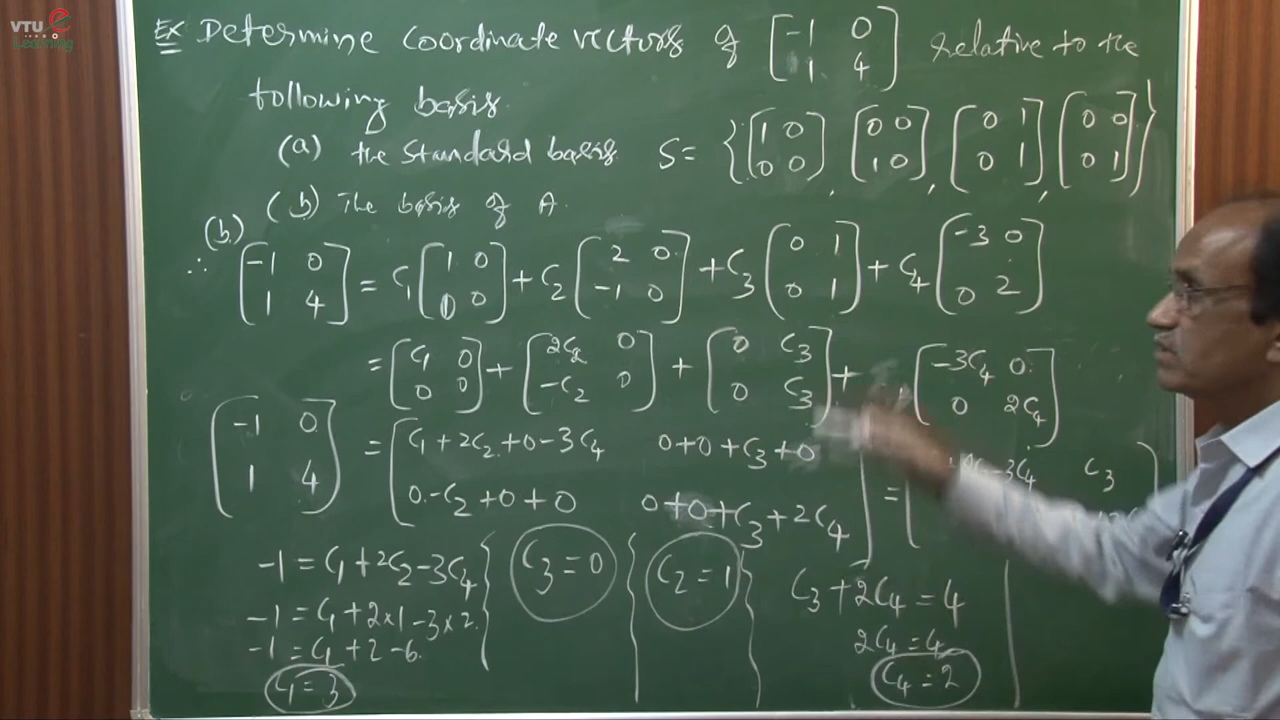 VTU e Learning
Ex Determine Coordinate vectors of [-1 0; 1 4] relative to the
following basis.
(a) the Standard basis S = {[1 0; 0 0], [0 0; 1 0], [0 1; 0 1], [0 0; 0 1]}
(b) The basis of A.
(b)
∴ [-1 0; 1 4] = C1 [1 0; 0 0] + C2 [2 0; -1 0] + C3 [0 1; 0 1] + C4 [-3 0; 0 2]
= [C1 0; 0 0] + [2C2 0; -C2 0] + [0 C3; 0 C3] + [-3C4 0; 0 2C4]
[-1 0; 1 4] = [C1+2C2+0-3C4 0+0+C3+0; 0-C2+0+0 0+0+C3+2C4] = [ -3C4 C3;
-1 = C1+2C2-3C4 C3=0 C2=1 C3+2C4=4
-1 = C1+2×1-3×2 2C4=4
-1 = C1+2-6. C4=2
C1=3